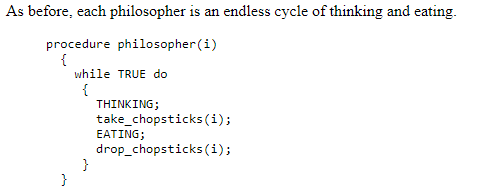 As before, each philosopher is an endless cycle of thinking and eating.
procedure philosopher(i)
{
while TRUE do
{
THINKING;
take_chopsticks(i);
EATING;
drop_chopsticks(i);
}
}